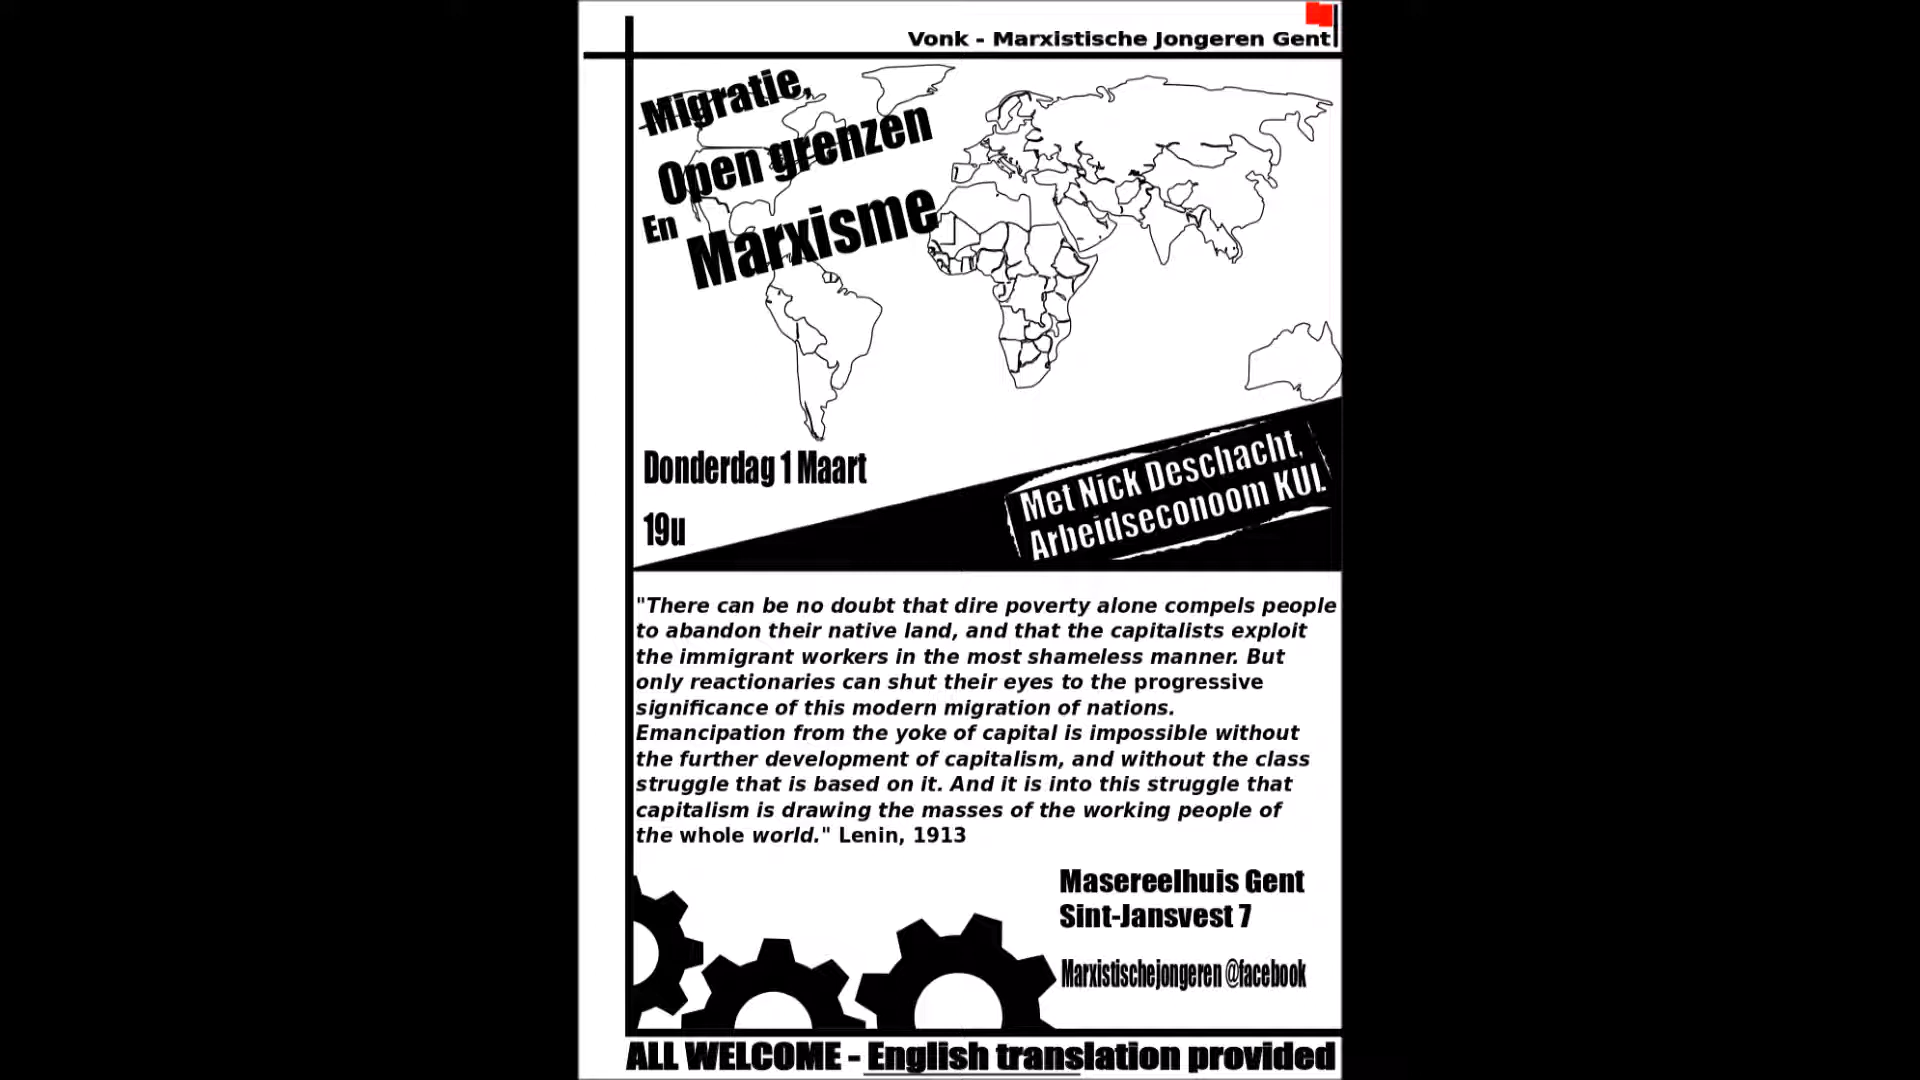 Vonk - Marxistische Jongeren Gent
Migratie,
Open grenzen
En
Marxisme
Donderdag 1 Maart
19u
Met Nick Deschacht,
Arbeidseconoom KUL
"There can be no doubt that dire poverty alone compels people
to abandon their native land, and that the capitalists exploit
the immigrant workers in the most shameless manner. But
only reactionaries can shut their eyes to the progressive
significance of this modern migration of nations.
Emancipation from the yoke of capital is impossible without
the further development of capitalism, and without the class
struggle that is based on it. And it is into this struggle that
capitalism is drawing the masses of the working people of
the whole world." Lenin, 1913
Masereelhuis Gent
Sint-Jansvest 7
Marxistischejongeren @facebook
ALL WELCOME - English translation provided